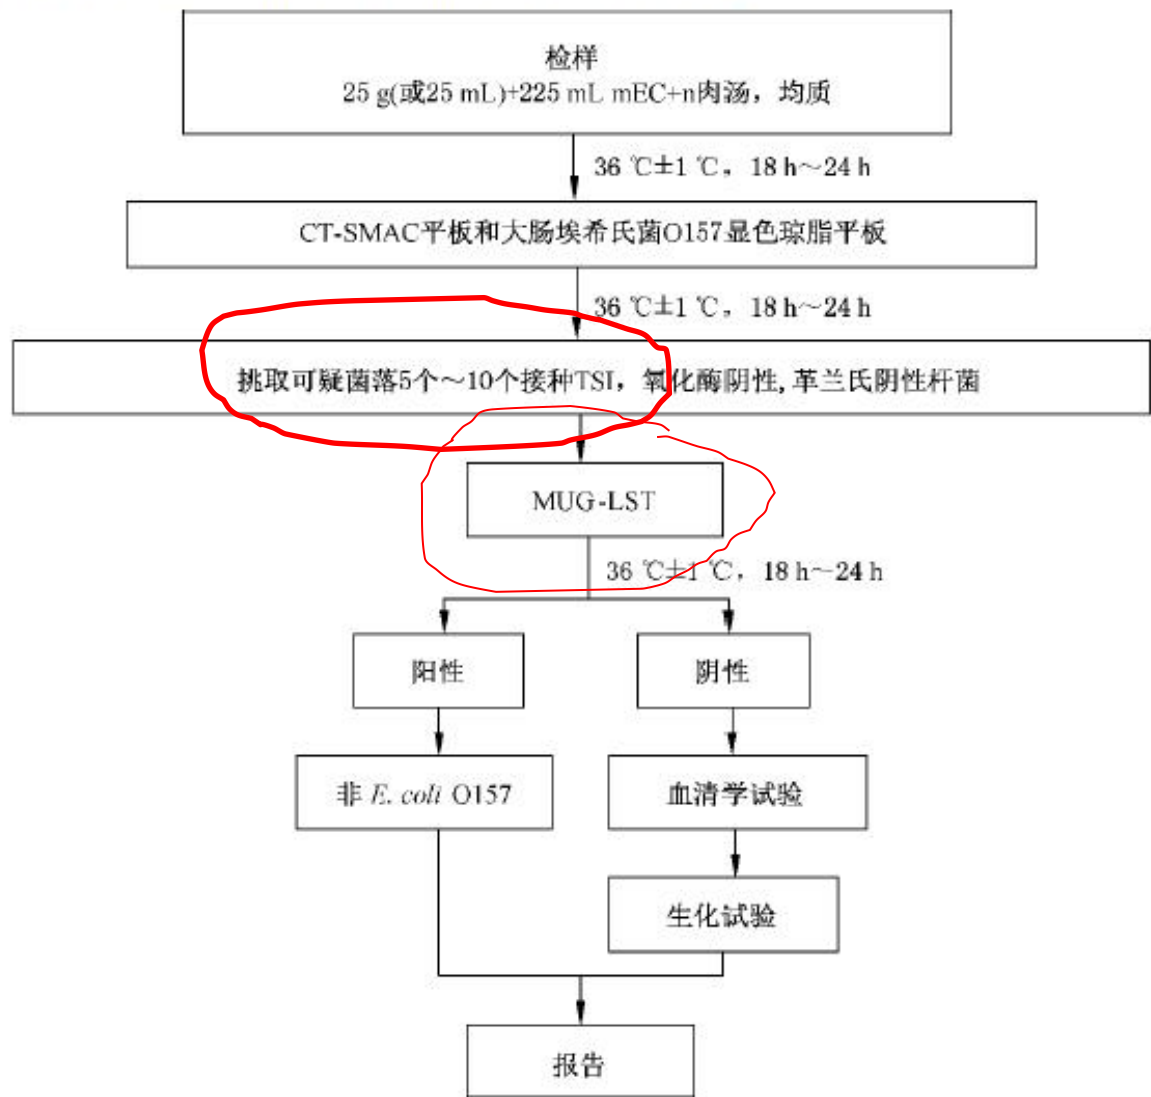 检样
25 g(或25 mL)+225 mL mEC+n肉汤，均质
36 ℃±1 ℃，18 h～24 h
CT-SMAC平板和大肠埃希氏菌O157显色琼脂平板
36 ℃±1 ℃，18 h～24 h
挑取可疑菌落5个～10个接种TSI，氧化酶阴性,革兰氏阴性杆菌
MUG-LST
36 ℃±1 ℃，18 h～24 h
阳性
阴性
非 E. coli O157
血清学试验
生化试验
报告